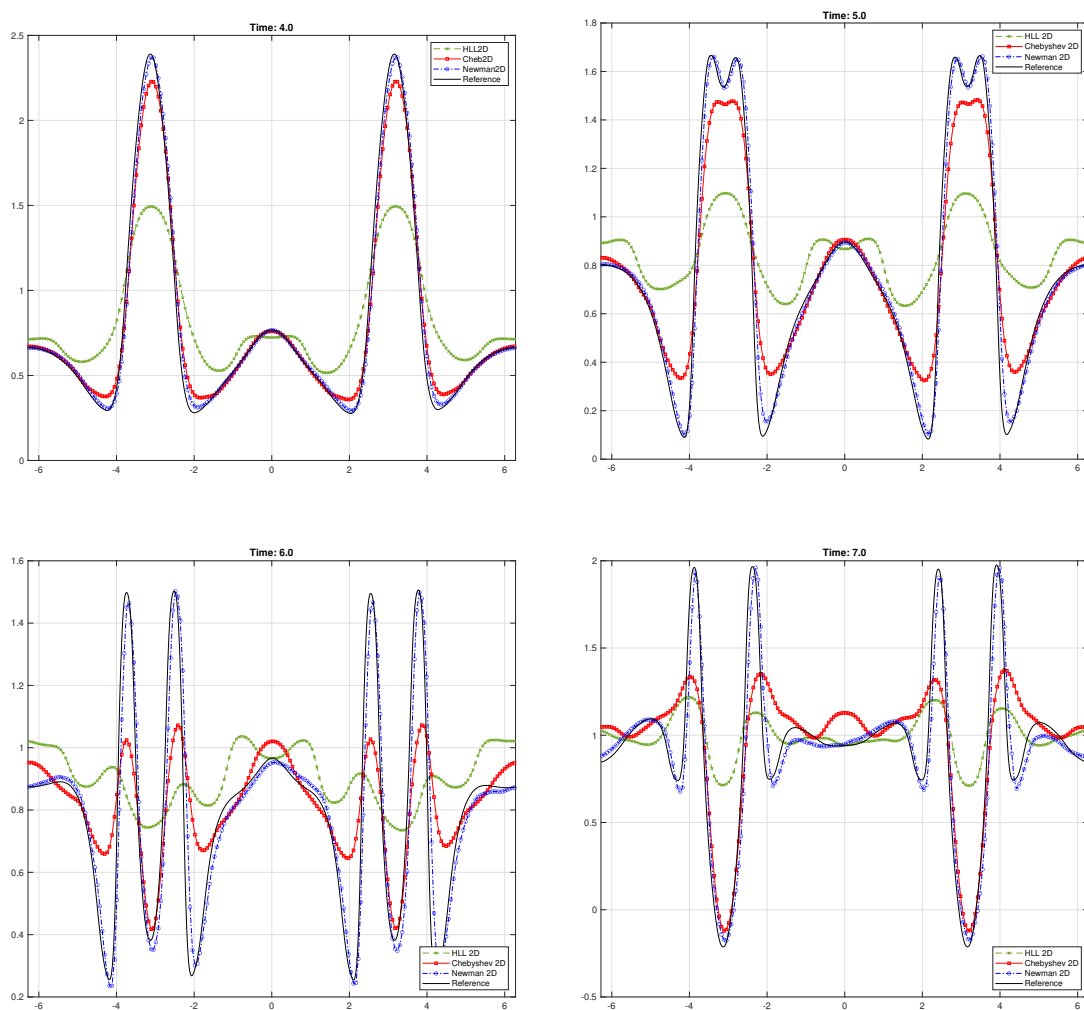 Time: 4.0
2.5
2
1.5
1
0.5
0
-6 -4 -2 0 2 4 6
HLL2D
Cheb2D
Newman2D
Reference
Time: 5.0
1.8
1.6
1.4
1.2
1
0.8
0.6
0.4
0.2
0
-6 -4 -2 0 2 4 6
HLL 2D
Chebyshev 2D
Newman 2D
Reference
Time: 6.0
1.6
1.4
1.2
1
0.8
0.6
0.4
0.2
-6 -4 -2 0 2 4 6
HLL 2D
Chebyshev 2D
Newman 2D
Reference
Time: 7.0
2
1.5
1
0.5
0
-0.5
-6 -4 -2 0 2 4 6
HLL 2D
Chebyshev 2D
Newman 2D
Reference